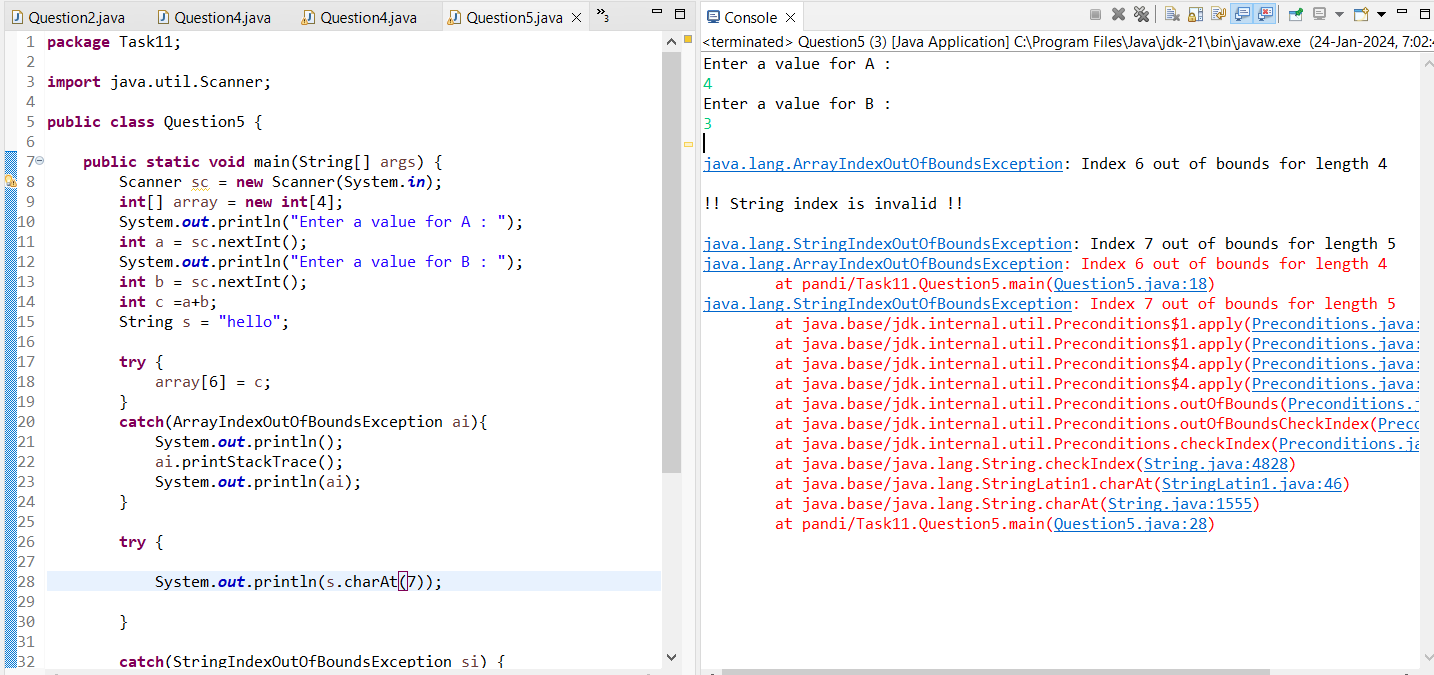 Question2.java
Question4.java
Question4.java
Question5.java
3
1 package Task11;
2
3 import java.util.Scanner;
4
5 public class Question5 {
6
7 public static void main(String[] args) {
8 Scanner sc = new Scanner(System.in);
9 int[] array = new int[4];
10 System.out.println("Enter a value for A : ");
11 int a = sc.nextInt();
12 System.out.println("Enter a value for B : ");
13 int b = sc.nextInt();
14 int c =a+b;
15 String s = "hello";
16
17 try {
18 array[6] = c;
19 }
20 catch(ArrayIndexOutOfBoundsException ai){
21 System.out.println();
22 ai.printStackTrace();
23 System.out.println(ai);
24 }
25
26 try {
27
28 System.out.println(s.charAt(7));
29
30 }
31
32 catch(StringIndexOutOfBoundsException si) {
Console
<terminated> Question5 (3) [Java Application] C:\Program Files\Java\jdk-21\bin\javaw.exe (24-Jan-2024, 7:02:
Enter a value for A :
4
Enter a value for B :
3
java.lang.ArrayIndexOutOfBoundsException: Index 6 out of bounds for length 4
!! String index is invalid !!
java.lang.StringIndexOutOfBoundsException: Index 7 out of bounds for length 5
java.lang.ArrayIndexOutOfBoundsException: Index 6 out of bounds for length 4
at pandi/Task11.Question5.main(Question5.java:18)
java.lang.StringIndexOutOfBoundsException: Index 7 out of bounds for length 5
at java.base/jdk.internal.util.Preconditions$1.apply(Preconditions.java:
at java.base/jdk.internal.util.Preconditions$1.apply(Preconditions.java:
at java.base/jdk.internal.util.Preconditions$4.apply(Preconditions.java:
at java.base/jdk.internal.util.Preconditions$4.apply(Preconditions.java:
at java.base/jdk.internal.util.Preconditions.outOfBounds(Preconditions.
at java.base/jdk.internal.util.Preconditions.outOfBoundsCheckIndex(Prec
at java.base/jdk.internal.util.Preconditions.checkIndex(Preconditions.ja
at java.base/java.lang.String.checkIndex(String.java:4828)
at java.base/java.lang.StringLatin1.charAt(StringLatin1.java:46)
at java.base/java.lang.String.charAt(String.java:1555)
at pandi/Task11.Question5.main(Question5.java:28)